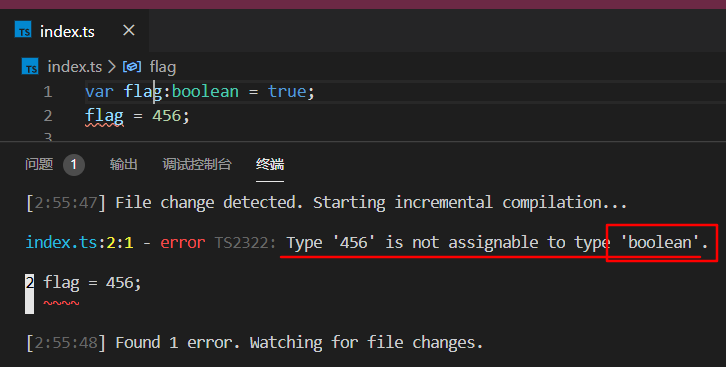 TS index.ts ×
TS index.ts > flag
1 var flag:boolean = true;
2 flag = 456;
3
问题 1 输出 调试控制台 终端
[2:55:47] File change detected. Starting incremental compilation...
index.ts:2:1 - error TS2322: Type '456' is not assignable to type 'boolean'.
2 flag = 456;
~~~~
[2:55:48] Found 1 error. Watching for file changes.